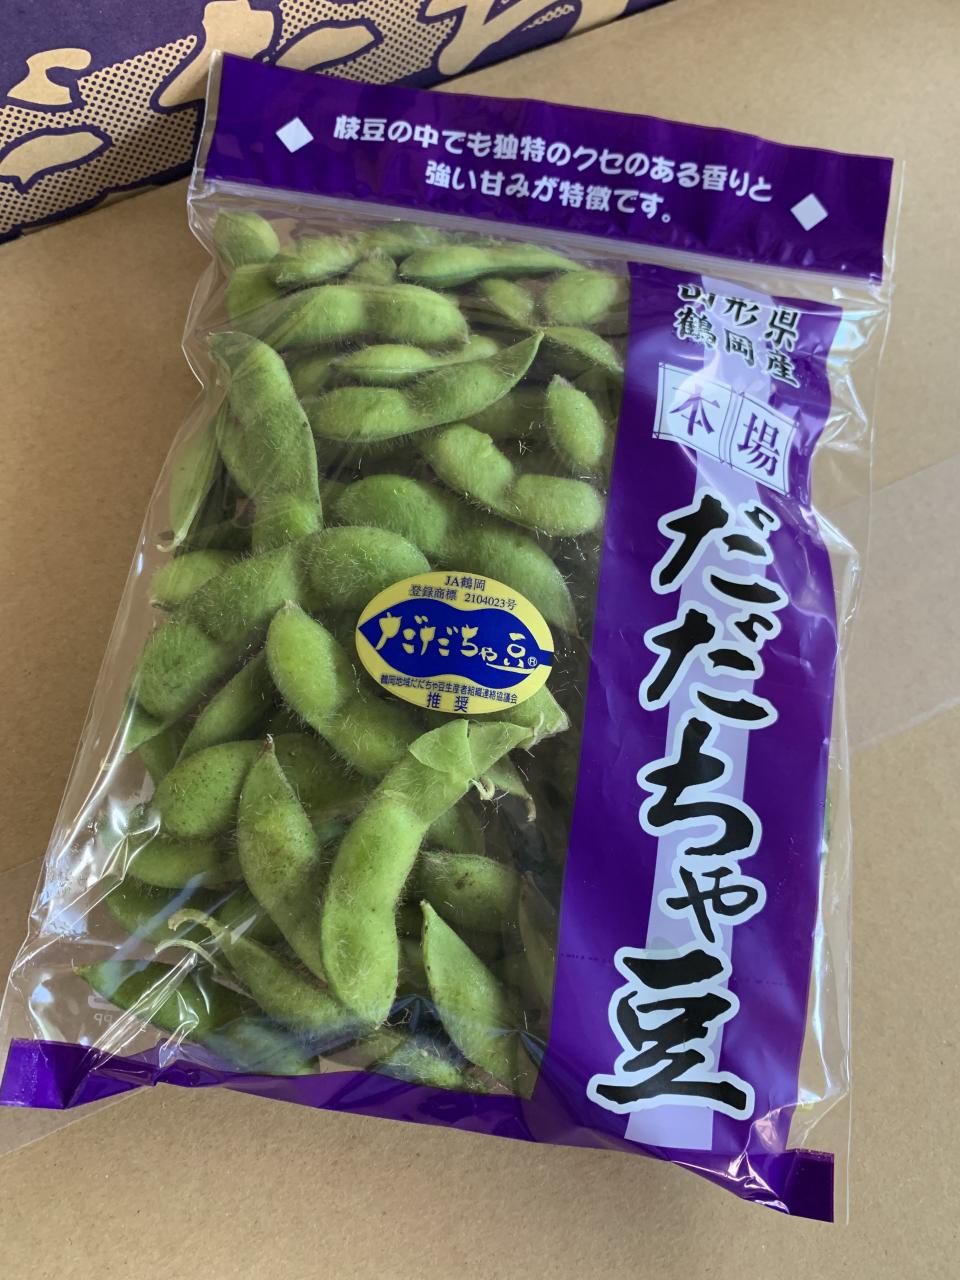 枝豆の中でも独特のクセのある香りと
強い甘みが特徴です。
山形県
鶴岡産
本場
だだちゃ豆
JA鶴岡
登録商標 2104023号
だだちゃ豆®
鶴岡地域だだちゃ豆生産者組織連絡協議会
推奨
PP